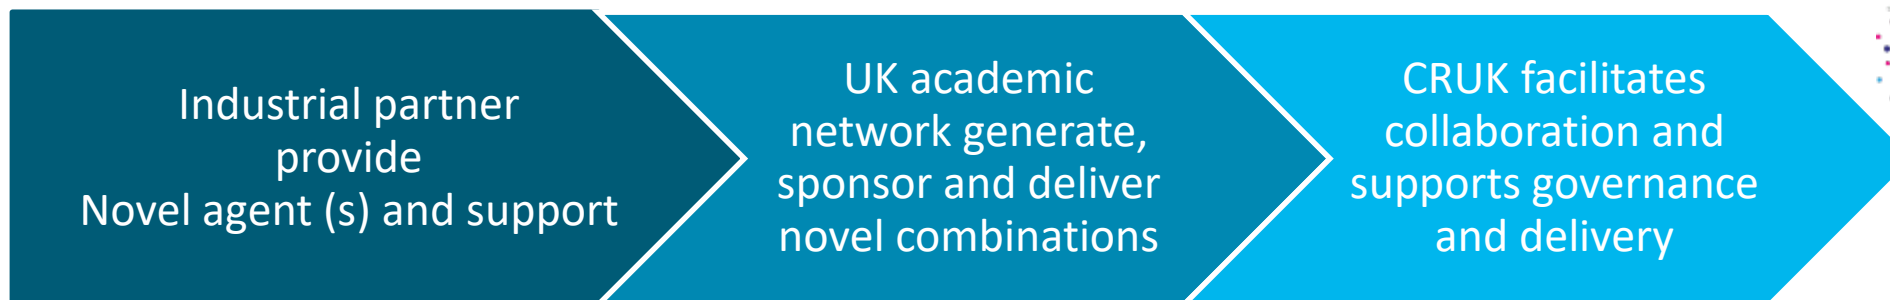 Industrial partner
provide
Novel agent (s) and support
UK academic
network generate,
sponsor and deliver
novel combinations
CRUK facilitates
collaboration and
supports governance
and delivery